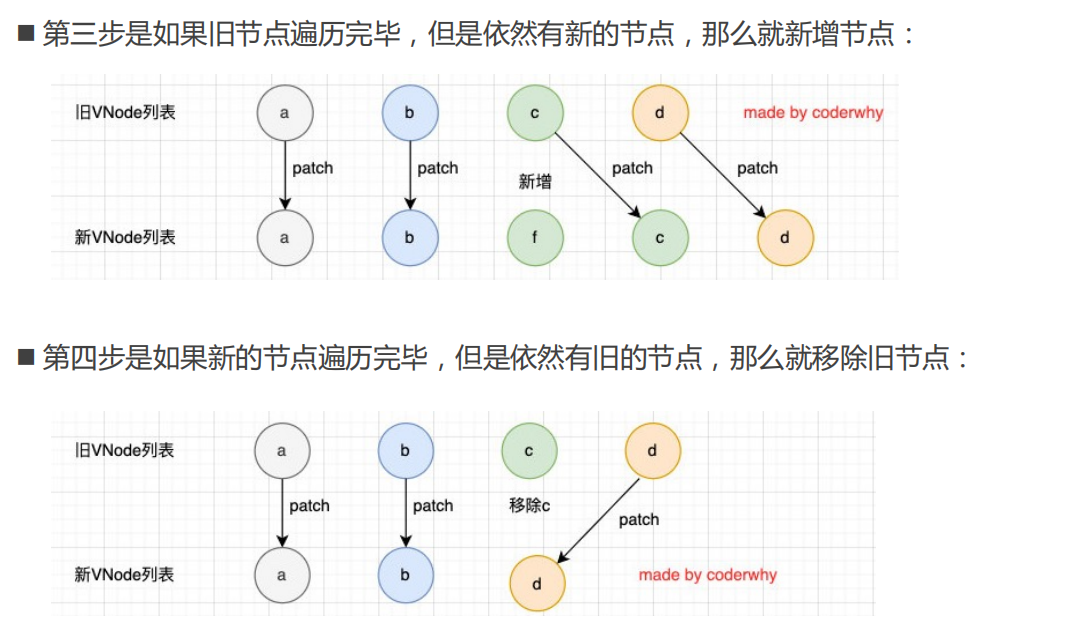 ■ 第三步是如果旧节点遍历完毕，但是依然有新的节点，那么就新增节点：
旧VNode列表 a b c d made by coderwhy
patch patch 新增 patch patch
新VNode列表 a b f c d
■ 第四步是如果新的节点遍历完毕，但是依然有旧的节点，那么就移除旧节点：
旧VNode列表 a b c d
patch patch 移除c patch
新VNode列表 a b d made by coderwhy